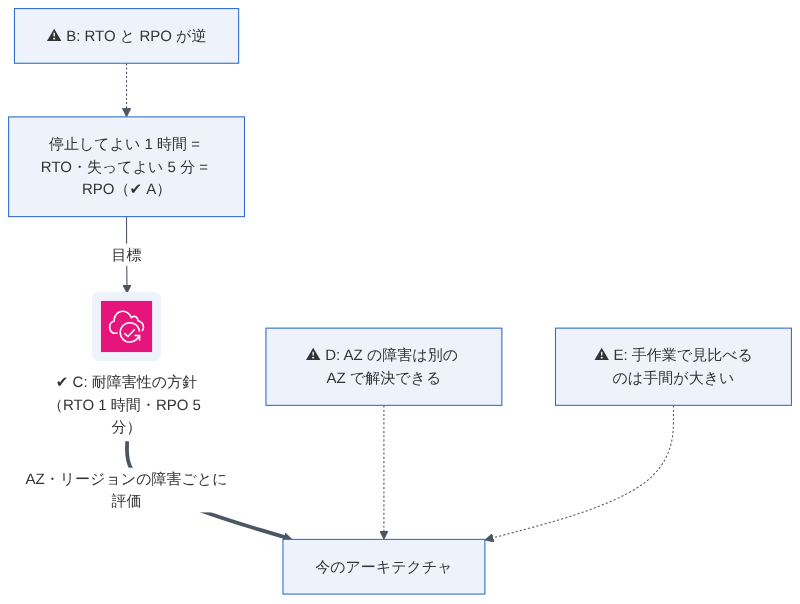 ⚠ B: RTO と RPO が逆
停止してよい 1 時間 =
RTO・失ってよい 5 分 =
RPO（✔ A）
目標
✔ C: 耐障害性の方針
（RTO 1 時間・RPO 5
分）
⚠ D: AZ の障害は別の
AZ で解決できる
⚠ E: 手作業で見比べる
のは手間が大きい
AZ・リージョンの障害ごとに
評価
今のアーキテクチャ